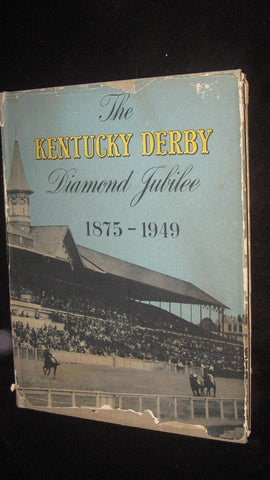 The
KENTUCKY DERBY
Diamond Jubilee
1875 - 1949